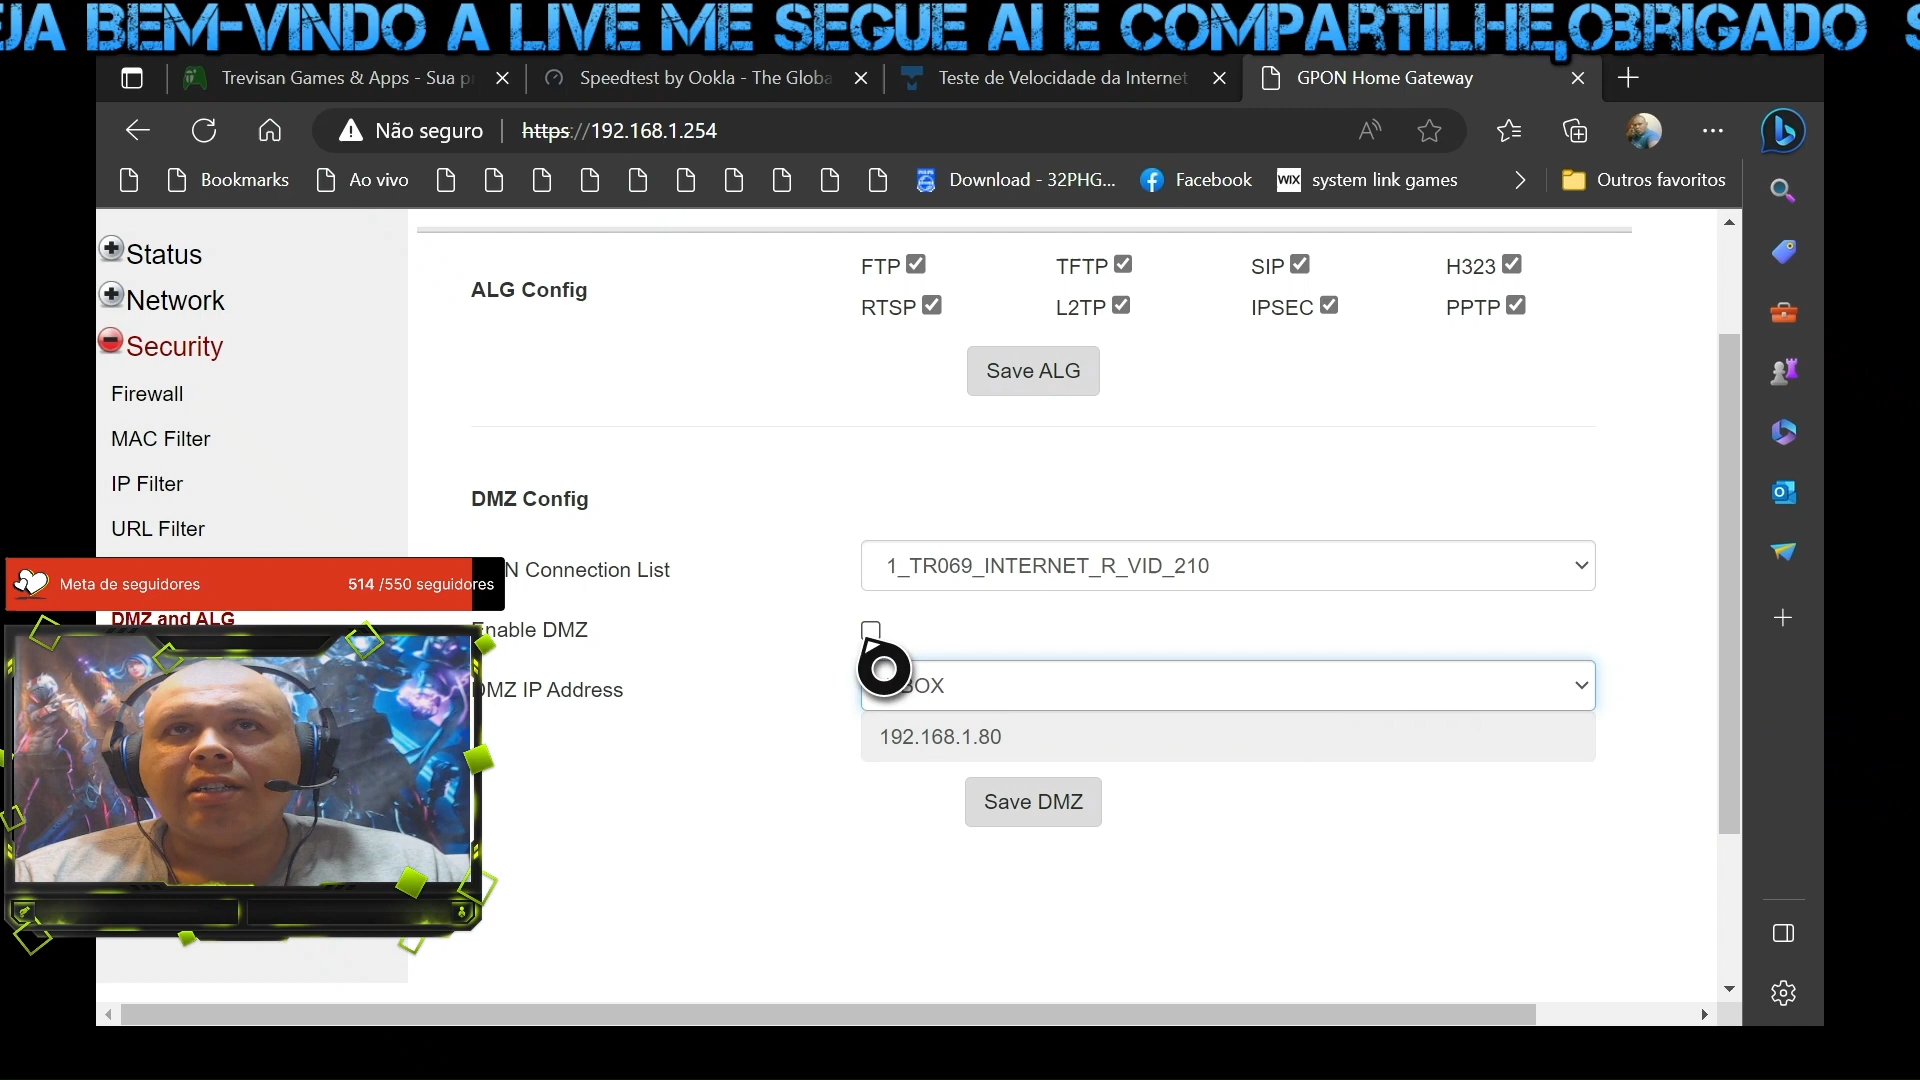 JA BEM-VINDO A LIVE ME SEGUE AI E COMPARTILHE,OBRIGADO S
Trevisan Games & Apps - Sua p
Speedtest by Ookla - The Globa
Teste de Velocidade da Internet
GPON Home Gateway
Não seguro
https://192.168.1.254
Bookmarks
Ao vivo
Download - 32PHG...
Facebook
WIX system link games
Outros favoritos
Status
Network
Security
Firewall
MAC Filter
IP Filter
URL Filter
DMZ and ALG
ALG Config
FTP
TFTP
SIP
H323
RTSP
L2TP
IPSEC
PPTP
Save ALG
DMZ Config
N Connection List
1_TR069_INTERNET_R_VID_210
Enable DMZ
DMZ IP Address
BOX
192.168.1.80
Save DMZ
Meta de seguidores
514 /550 seguidores